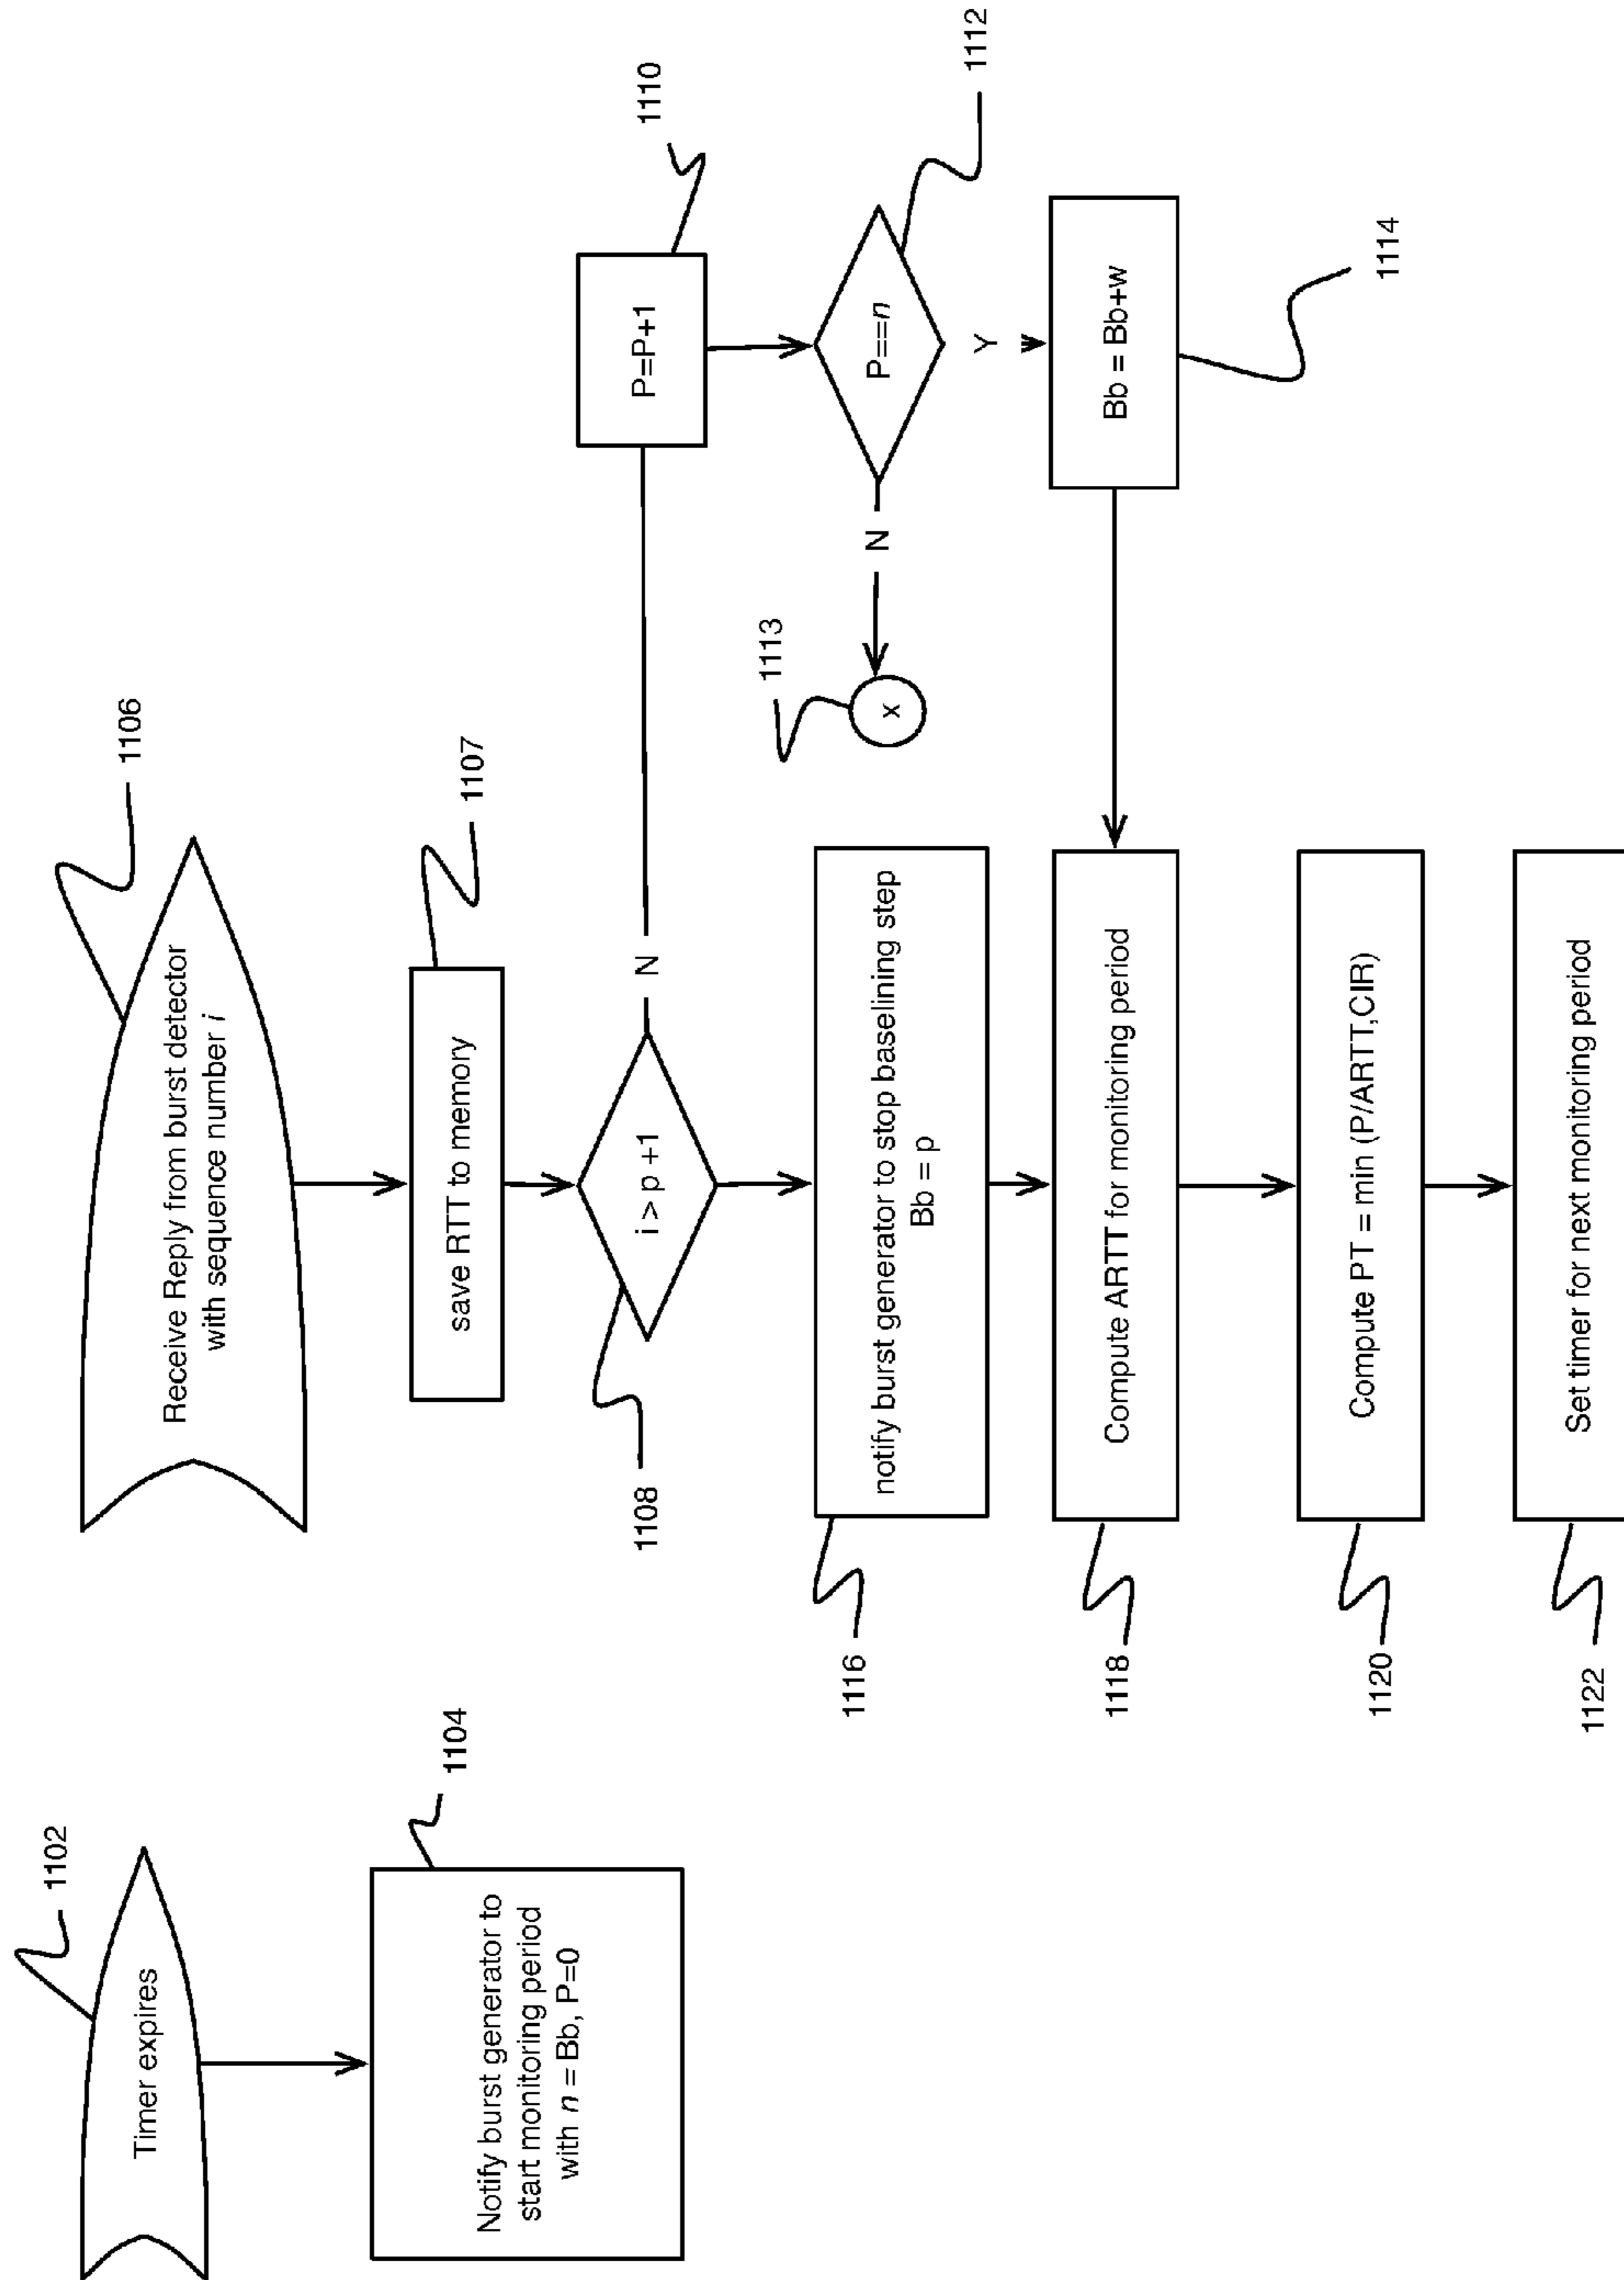 1102
Timer expires
1104
Notify burst generator to
start monitoring period
with n = Bb, P=0
1106
Receive Reply from burst detector
with sequence number i
1107
save RTT to memory
1108
i > p +1
N
1110
P=P+1
1112
P==n
N
Y
1113
x
1114
Bb = Bb+w
1116
notify burst generator to stop baselining step
Bb = p
1118
Compute ARTT for monitoring period
1120
Compute PT = min (P/ARTT,CIR)
1122
Set timer for next monitoring period